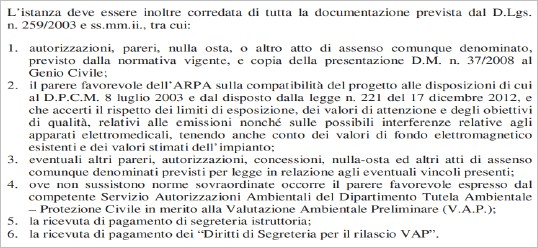 L'istanza deve essere inoltre corredata di tutta la documentazione prevista dal D.Lgs.
n. 259/2003 e ss.mm.ii., tra cui:
1. autorizzazioni, pareri, nulla osta, o altro atto di assenso comunque denominato,
previsto dalla normativa vigente, e copia della presentazione D.M. n. 37/2008 al
Genio Civile;
2. il parere favorevole dell'ARPA sulla compatibilità del progetto alle disposizioni di cui
al D.P.C.M. 8 luglio 2003 e dal disposto dalla legge n. 221 del 17 dicembre 2012, e
che accerti il rispetto dei limiti di esposizione, dei valori di attenzione e degli obiettivi
di qualità, relativi alle emissioni nonché sulle possibili interferenze relative agli
apparati elettromedicali, tenendo anche conto dei valori di fondo elettromagnetico
esistenti e dei valori stimati dell'impianto;
3. eventuali altri pareri, autorizzazioni, concessioni, nulla-osta ed altri atti di assenso
comunque denominati previsti per legge in relazione agli eventuali vincoli presenti;
4. ove non sussistono norme sovraordinate occorre il parere favorevole espresso dal
competente Servizio Autorizzazioni Ambientali del Dipartimento Tutela Ambientale
– Protezione Civile in merito alla Valutazione Ambientale Preliminare (V.A.P.);
5. la ricevuta di pagamento di segreteria istruttoria;
6. la ricevuta di pagamento dei "Diritti di Segreteria per il rilascio VAP".